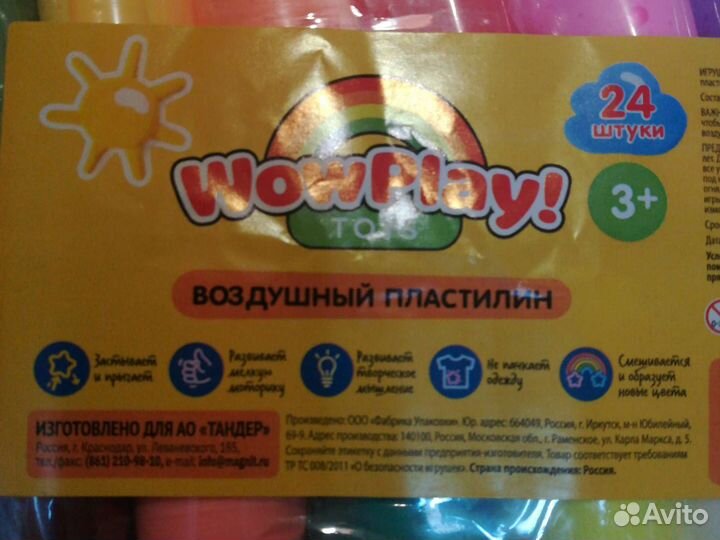 24
штуки
WowPlay!
TOYS
3+
ВОЗДУШНЫЙ ПЛАСТИЛИН
Застывает
и прыгает
Развивает
мелкую
моторику
Развивает
творческое
мышление
Не пачкает
одежду
Смешивается
и образует
новые цвета
ИЗГОТОВЛЕНО ДЛЯ АО «ТАНДЕР»
Россия, г. Краснодар, ул. Леваневского, 185,
тел./факс: (861) 210-98-10, e-mail: info@magnit.ru
Произведено: ООО «Фабрика Упаковки». Юр. адрес: 664049, Россия, г. Иркутск, м-н Юбилейный,
69-9. Адрес производства: 140100, Россия, Московская обл., г. Раменское, ул. Карла Маркса, д. 5.
Сохраняйте этикетку с данными предприятия-изготовителя. Товар соответствует требованиям
ТР ТС 008/2011 «О безопасности игрушек». Страна происхождения: Россия.
Avito